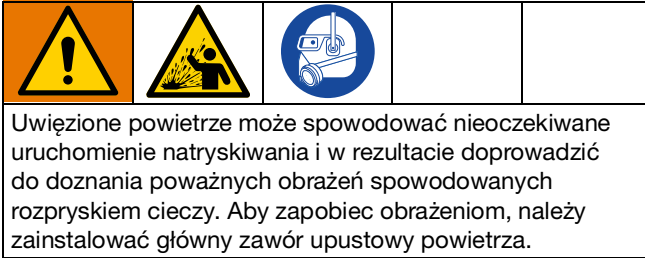 Uwięzione powietrze może spowodować nieoczekiwane
uruchomienie natryskiwania i w rezultacie doprowadzić
do doznania poważnych obrażeń spowodowanych
rozpryskiem cieczy. Aby zapobiec obrażeniom, należy
zainstalować główny zawór upustowy powietrza.